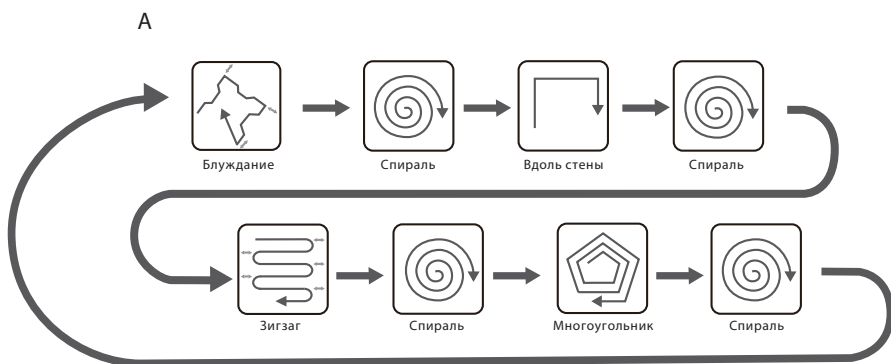 А
Блуждание
Спираль
Вдоль стены
Спираль
Зигзаг
Спираль
Многоугольник
Спираль